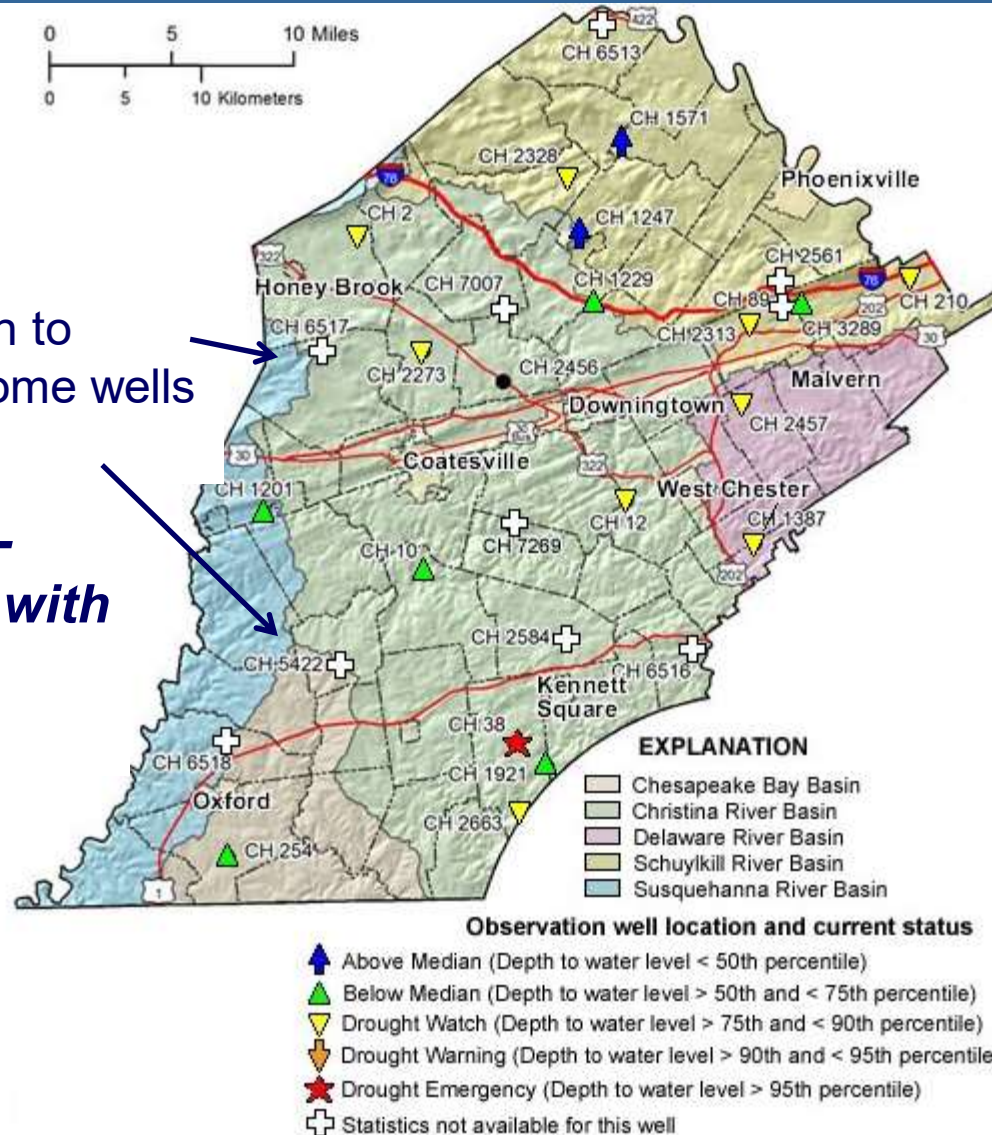 0 5 10 Miles
0 5 10 Kilometers
422
CH 6513
CH 1571
CH 2328
76
Phoenixville
CH 2
CH 1247
322
CH 2561
Honey Brook
CH 7007
CH 1229
76
CH 89
202
CH 210
CH 6517
CH 2313
CH 3289
30
n to
ome wells
CH 2273
CH 2456
Malvern
Downingtown
CH 2457
30
Coatesville
322
West Chester
CH 1201
CH 12
CH 1387
CH 10
CH 7269
with
202
CH 2584
CH 5422
CH 6516
Kennett
Square
CH 38
CH 6518
CH 1921
Oxford
CH 2663
CH 254
1
EXPLANATION
Chesapeake Bay Basin
Christina River Basin
Delaware River Basin
Schuylkill River Basin
Susquehanna River Basin
Observation well location and current status
Above Median (Depth to water level < 50th percentile)
Below Median (Depth to water level > 50th and < 75th percentile)
Drought Watch (Depth to water level > 75th and < 90th percentile)
Drought Warning (Depth to water level > 90th and < 95th percentile
Drought Emergency (Depth to water level > 95th percentile)
Statistics not available for this well